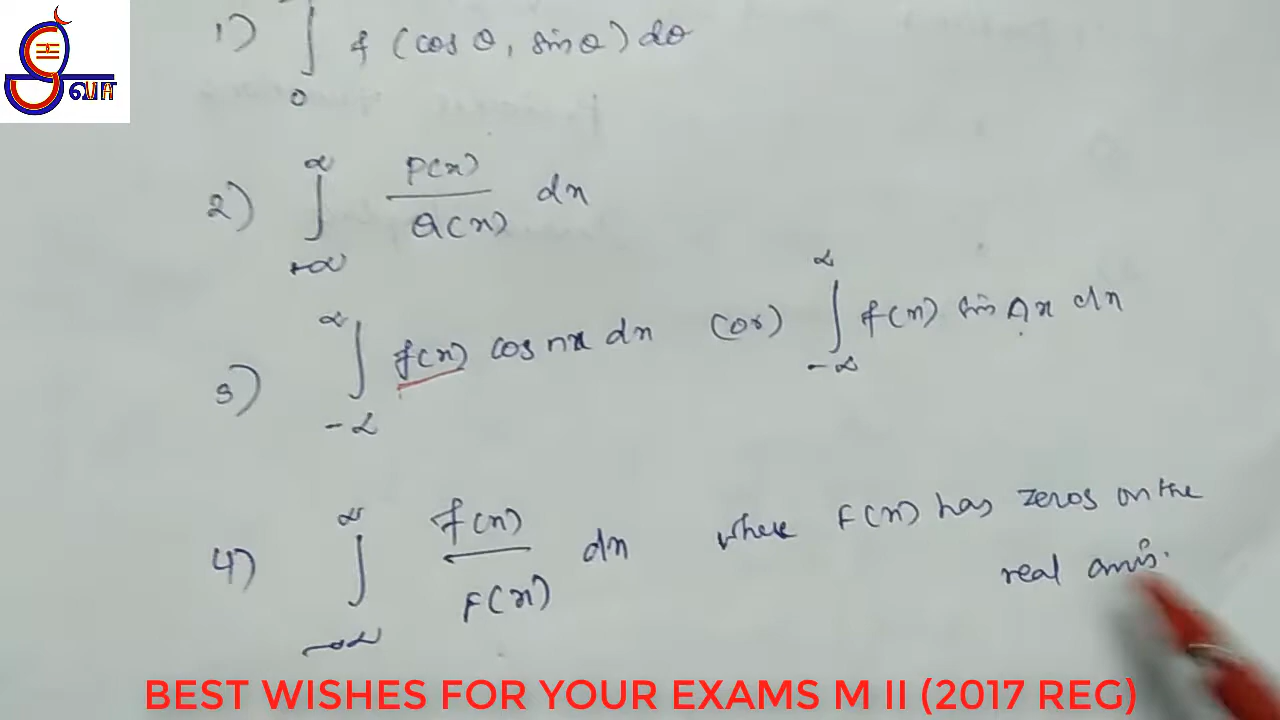 வா
1) ∫₀ f (cos θ, sin θ) dθ
2) ∫ ∞ +∞ P(x) / Q(x) dx
3) ∫ ∞ -∞ f(x) cos nx dx (or) ∫ ∞ -∞ f(x) sin nx dx
4) ∫ ∞ -∞ f(x) / F(x) dx where F(x) has zeros on the
real axis.
BEST WISHES FOR YOUR EXAMS M II (2017 REG)